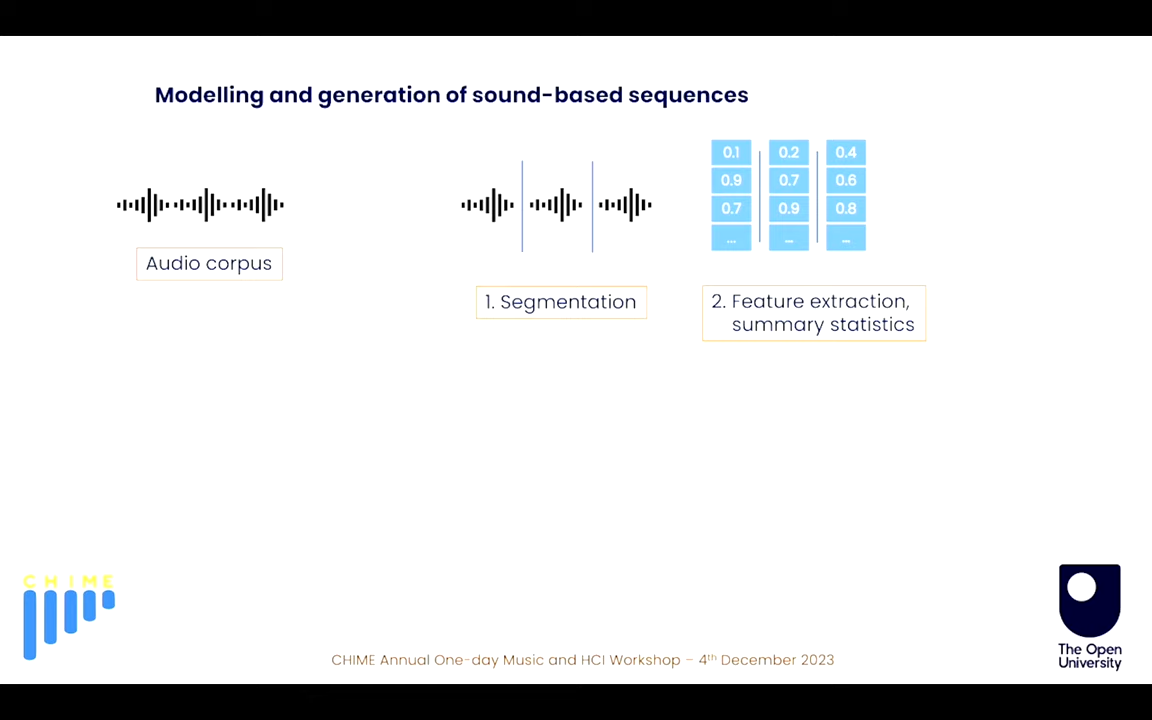 Modelling and generation of sound-based sequences
0.1 0.2 0.4
0.9 0.7 0.6
0.7 0.9 0.8
... ... ...
Audio corpus
1. Segmentation
2. Feature extraction,
summary statistics
CHIME
CHIME Annual One-day Music and HCI Workshop – 4th December 2023
The Open
University